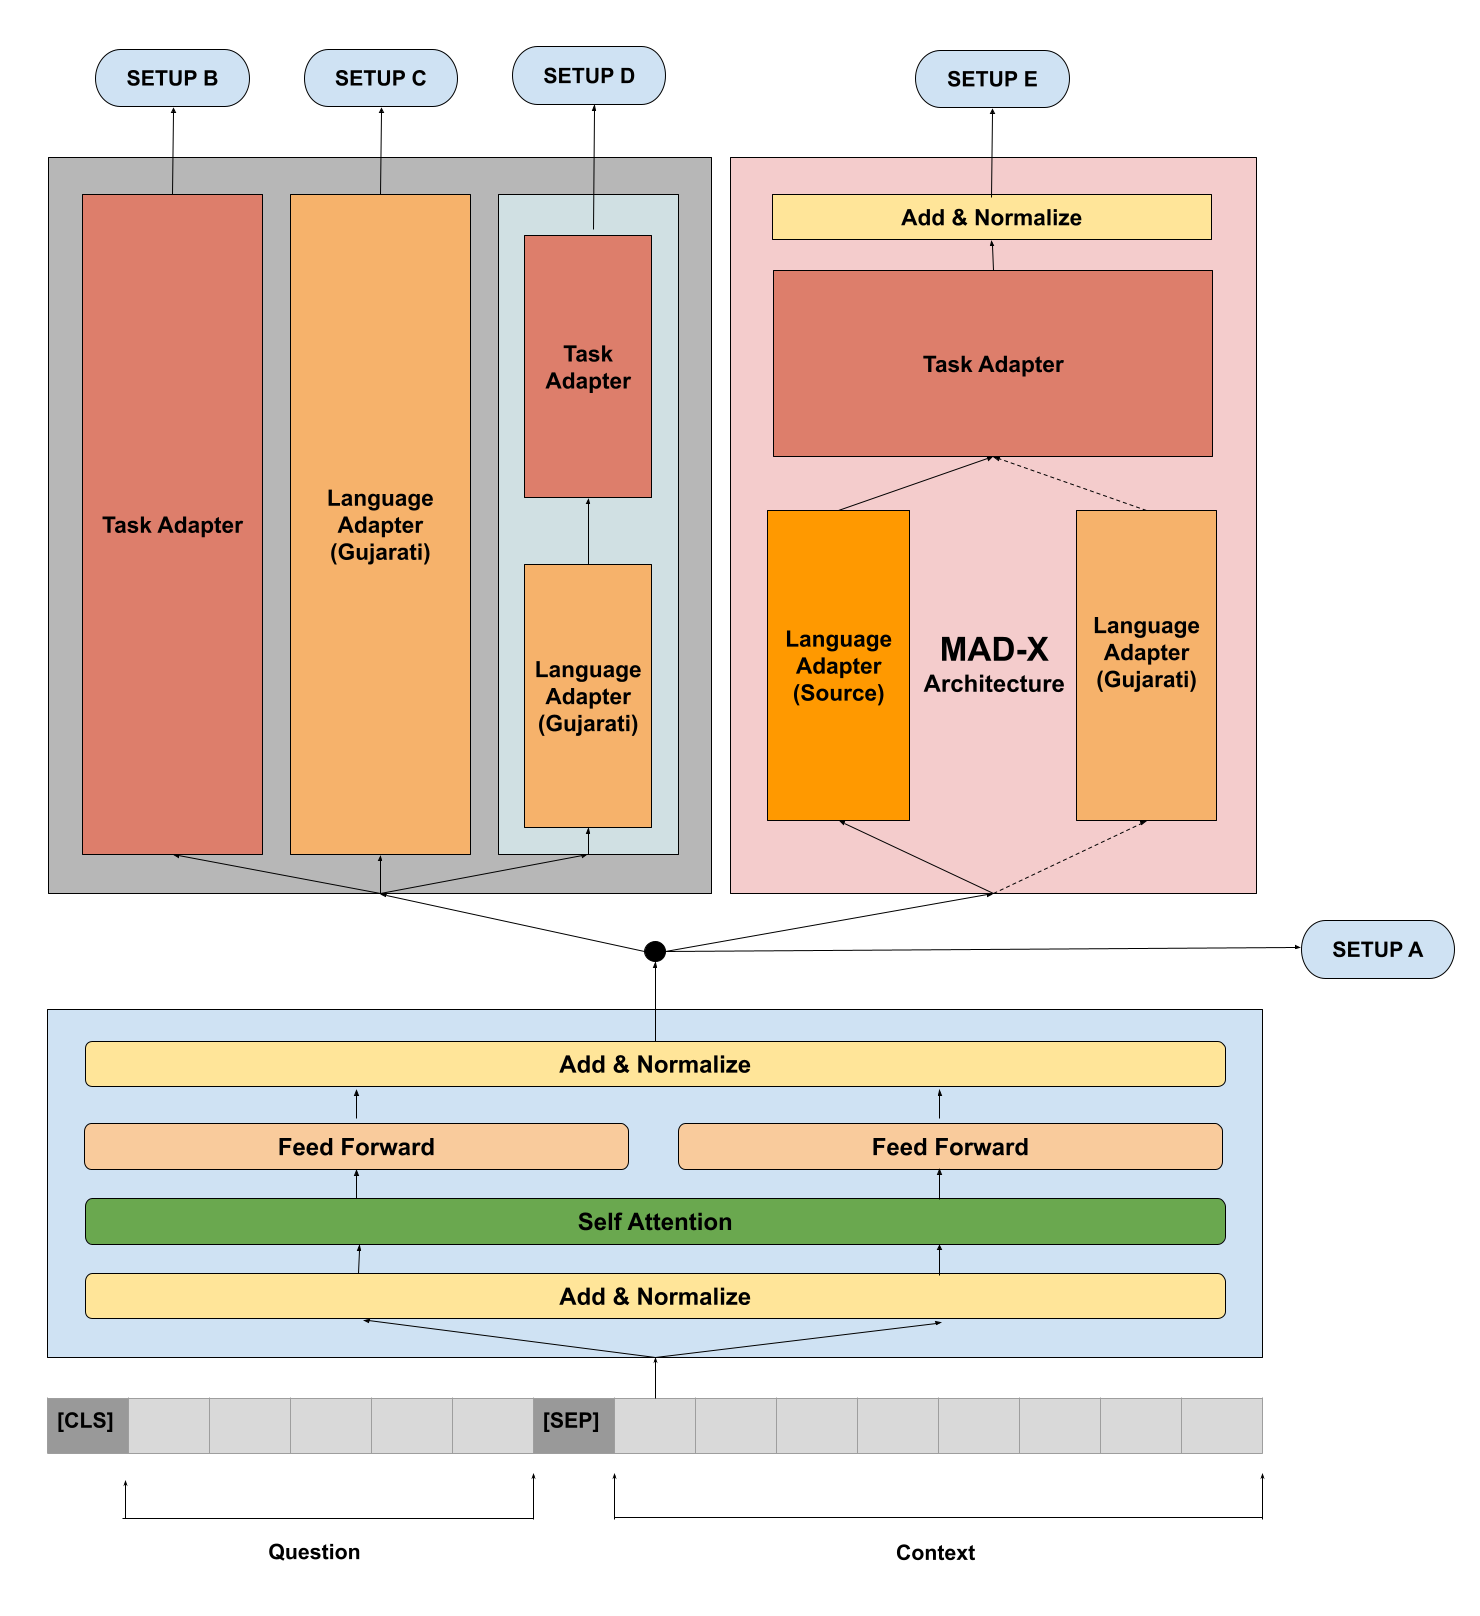 SETUP B
SETUP C
SETUP D
SETUP E
Task Adapter
Language
Adapter
(Gujarati)
Task
Adapter
Language
Adapter
(Gujarati)
Add & Normalize
Task Adapter
Language
Adapter
(Source)
MAD-X
Architecture
Language
Adapter
(Gujarati)
SETUP A
Add & Normalize
Feed Forward
Feed Forward
Self Attention
Add & Normalize
[CLS]
[SEP]
Question
Context